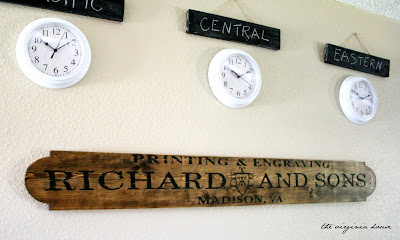 CENTRAL
EASTERN
PRINTING & ENGRAVING
RICHARD AND SONS
MADISON, VA
the virginia house